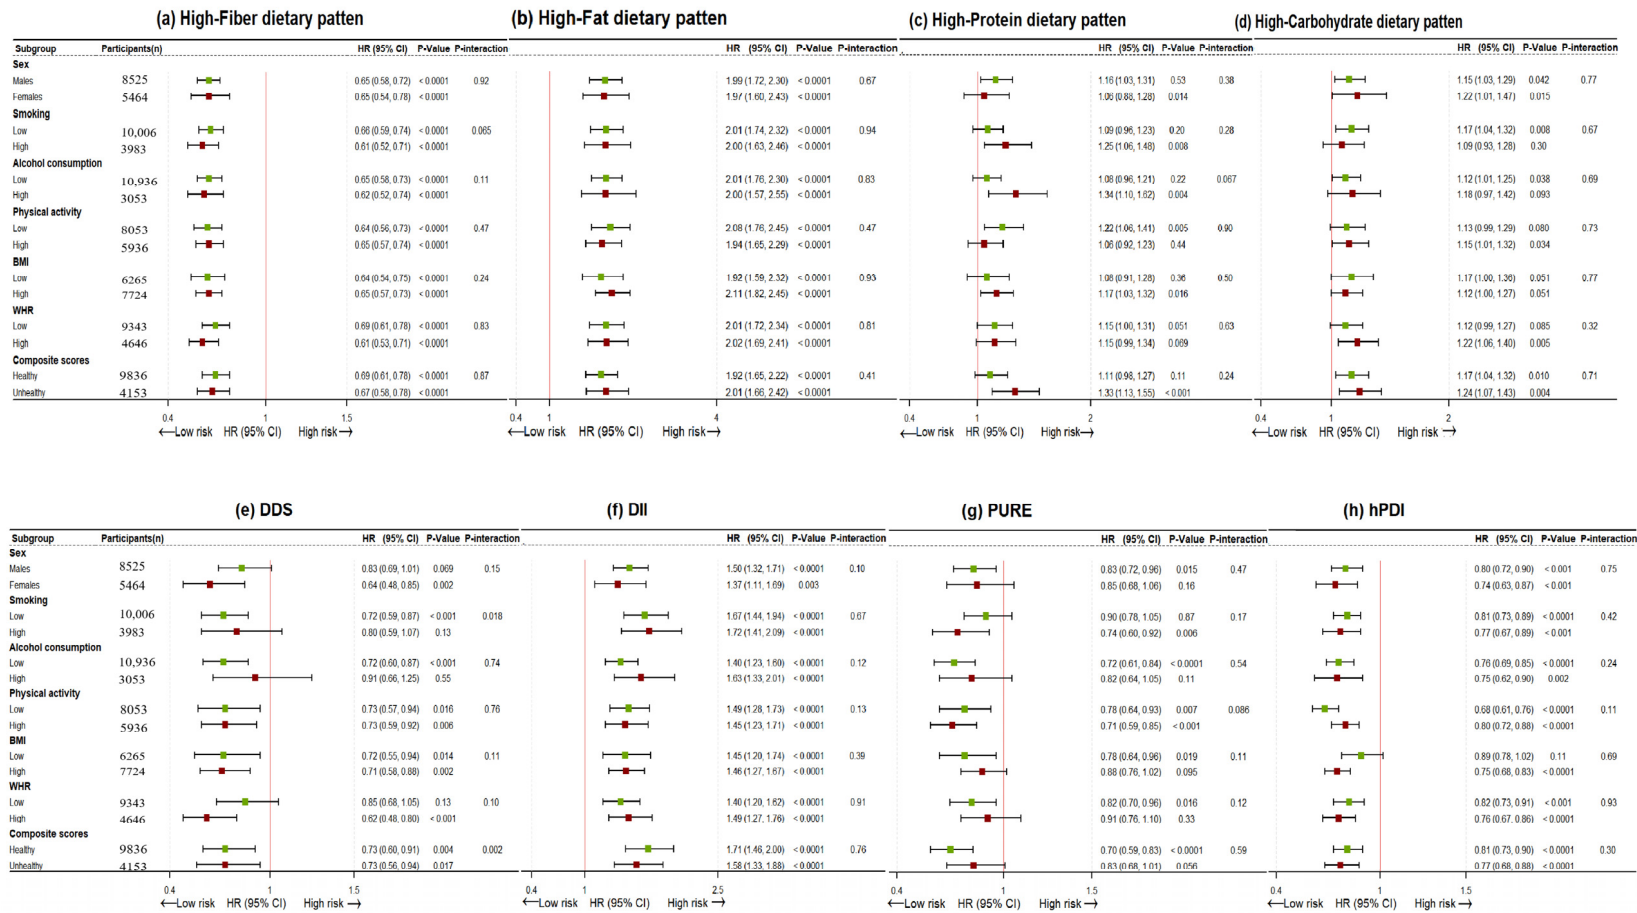 (a) High-Fiber dietary patten
Subgroup Participants(n) HR (95% CI) P-Value P-interaction
Sex
Males 8525 0.65 (0.58, 0.72) < 0.0001 0.92
Females 5464 0.65 (0.54, 0.78) < 0.0001
Smoking
Low 10,006 0.66 (0.59, 0.74) < 0.0001 0.065
High 3983 0.61 (0.52, 0.71) < 0.0001
Alcohol consumption
Low 10,936 0.65 (0.58, 0.73) < 0.0001 0.11
High 3053 0.62 (0.52, 0.74) < 0.0001
Physical activity
Low 8053 0.64 (0.56, 0.73) < 0.0001 0.47
High 5936 0.65 (0.57, 0.74) < 0.0001
BMI
Low 6265 0.64 (0.54, 0.75) < 0.0001 0.24
High 7724 0.65 (0.57, 0.73) < 0.0001
WHR
Low 9343 0.69 (0.61, 0.78) < 0.0001 0.83
High 4646 0.61 (0.53, 0.71) < 0.0001
Composite scores
Healthy 9836 0.69 (0.61, 0.78) < 0.0001 0.87
Unhealthy 4153 0.67 (0.58, 0.78) < 0.0001
0.4 1 1.5
←Low risk HR (95% CI) High risk→
(b) High-Fat dietary patten
HR (95% CI) P-Value P-interaction
1.99 (1.72, 2.30) < 0.0001 0.67
1.97 (1.60, 2.43) < 0.0001
2.01 (1.74, 2.32) < 0.0001 0.94
2.00 (1.63, 2.46) < 0.0001
2.01 (1.76, 2.30) < 0.0001 0.83
2.00 (1.57, 2.55) < 0.0001
2.08 (1.76, 2.45) < 0.0001 0.47
1.94 (1.65, 2.29) < 0.0001
1.92 (1.59, 2.32) < 0.0001 0.93
2.11 (1.82, 2.45) < 0.0001
2.01 (1.72, 2.34) < 0.0001 0.81
2.02 (1.69, 2.41) < 0.0001
1.92 (1.65, 2.22) < 0.0001 0.41
2.01 (1.66, 2.42) < 0.0001
0.4 1 4
←Low risk HR (95% CI) High risk→
(c) High-Protein dietary patten
HR (95% CI) P-Value P-interaction
1.16 (1.03, 1.31) 0.53 0.38
1.06 (0.88, 1.28) 0.014
1.09 (0.96, 1.23) 0.20 0.28
1.25 (1.06, 1.48) 0.008
1.08 (0.96, 1.21) 0.22 0.067
1.34 (1.10, 1.62) 0.004
1.22 (1.06, 1.41) 0.005 0.90
1.06 (0.92, 1.23) 0.44
1.08 (0.91, 1.28) 0.36 0.50
1.17 (1.03, 1.32) 0.016
1.15 (1.00, 1.31) 0.051 0.63
1.15 (0.99, 1.34) 0.069
1.11 (0.98, 1.27) 0.11 0.24
1.33 (1.13, 1.55) < 0.001
0.4 1 2
←Low risk HR (95% CI) High risk→
(d) High-Carbohydrate dietary patten
HR (95% CI) P-Value P-interaction
1.15 (1.03, 1.29) 0.042 0.77
1.22 (1.01, 1.47) 0.015
1.17 (1.04, 1.32) 0.008 0.67
1.09 (0.93, 1.28) 0.30
1.12 (1.01, 1.25) 0.038 0.69
1.18 (0.97, 1.42) 0.093
1.13 (0.99, 1.29) 0.080 0.73
1.15 (1.01, 1.32) 0.034
1.17 (1.00, 1.36) 0.051 0.77
1.12 (1.00, 1.27) 0.051
1.12 (0.99, 1.27) 0.085 0.32
1.22 (1.06, 1.40) 0.005
1.17 (1.04, 1.32) 0.010 0.71
1.24 (1.07, 1.43) 0.004
0.4 1 2
←Low risk HR (95% CI) High risk→
(e) DDS
Subgroup Participants(n) HR (95% CI) P-Value P-interaction
Sex
Males 8525 0.83 (0.69, 1.01) 0.069 0.15
Females 5464 0.64 (0.48, 0.85) 0.002
Smoking
Low 10,006 0.72 (0.59, 0.87) < 0.001 0.018
High 3983 0.80 (0.59, 1.07) 0.13
Alcohol consumption
Low 10,936 0.72 (0.60, 0.87) < 0.001 0.74
High 3053 0.91 (0.66, 1.25) 0.55
Physical activity
Low 8053 0.73 (0.57, 0.94) 0.016 0.76
High 5936 0.73 (0.59, 0.92) 0.006
BMI
Low 6265 0.72 (0.55, 0.94) 0.014 0.11
High 7724 0.71 (0.58, 0.88) 0.002
WHR
Low 9343 0.85 (0.68, 1.05) 0.13 0.10
High 4646 0.62 (0.48, 0.80) < 0.001
Composite scores
Healthy 9836 0.73 (0.60, 0.91) 0.004 0.002
Unhealthy 4153 0.73 (0.56, 0.94) 0.017
0.4 1 1.5
←Low risk HR (95% CI) High risk→
(f) DII
HR (95% CI) P-Value P-interaction
1.50 (1.32, 1.71) < 0.0001 0.10
1.37 (1.11, 1.69) 0.003
1.67 (1.44, 1.94) < 0.0001 0.67
1.72 (1.41, 2.09) < 0.0001
1.40 (1.23, 1.60) < 0.0001 0.12
1.63 (1.33, 2.01) < 0.0001
1.49 (1.28, 1.73) < 0.0001 0.13
1.45 (1.23, 1.71) < 0.0001
1.45 (1.20, 1.74) < 0.0001 0.39
1.46 (1.27, 1.67) < 0.0001
1.40 (1.20, 1.62) < 0.0001 0.91
1.49 (1.27, 1.76) < 0.0001
1.71 (1.46, 2.00) < 0.0001 0.76
1.58 (1.33, 1.88) < 0.0001
0.4 1 2.5
←Low risk HR (95% CI) High risk→
(g) PURE
HR (95% CI) P-Value P-interaction
0.83 (0.72, 0.96) 0.015 0.47
0.85 (0.68, 1.06) 0.16
0.90 (0.78, 1.05) 0.87 0.17
0.74 (0.60, 0.92) 0.006
0.72 (0.61, 0.84) < 0.0001 0.54
0.82 (0.64, 1.05) 0.11
0.78 (0.64, 0.93) 0.007 0.086
0.71 (0.59, 0.85) < 0.001
0.78 (0.64, 0.96) 0.019 0.11
0.88 (0.76, 1.02) 0.095
0.82 (0.70, 0.96) 0.016 0.12
0.91 (0.76, 1.10) 0.33
0.70 (0.59, 0.83) < 0.0001 0.59
0.83 (0.68, 1.01) 0.056
0.4 1 1.5
←Low risk HR (95% CI) High risk→
(h) hPDI
HR (95% CI) P-Value P-interaction
0.80 (0.72, 0.90) < 0.001 0.75
0.74 (0.63, 0.87) < 0.001
0.81 (0.73, 0.89) < 0.0001 0.42
0.77 (0.67, 0.89) < 0.001
0.76 (0.69, 0.85) < 0.0001 0.24
0.75 (0.62, 0.90) 0.002
0.68 (0.61, 0.76) < 0.0001 0.11
0.80 (0.72, 0.88) < 0.0001
0.89 (0.78, 1.02) 0.11 0.69
0.75 (0.68, 0.83) < 0.0001
0.82 (0.73, 0.91) < 0.001 0.93
0.76 (0.67, 0.86) < 0.0001
0.81 (0.73, 0.90) < 0.0001 0.30
0.77 (0.68, 0.88) < 0.0001
0.4 1 1.5
←Low risk HR (95% CI) High risk→